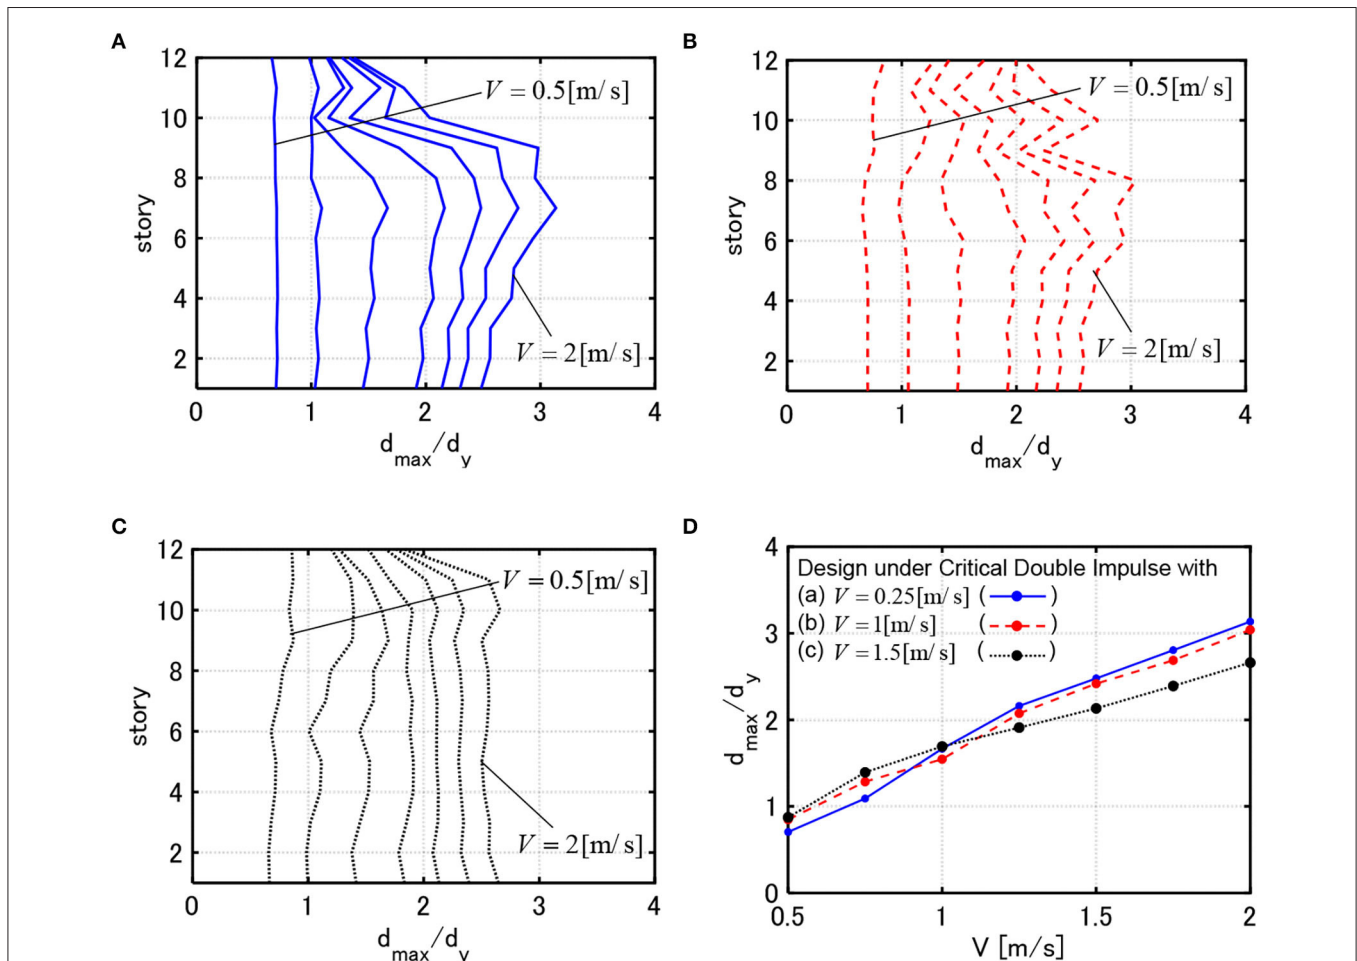 A
12
10
8
6
4
2
story
V = 0.5[m/s]
V = 2[m/s]
0 1 2 3 4
d_max/d_y
B
12
10
8
6
4
2
story
V = 0.5[m/s]
V = 2[m/s]
0 1 2 3 4
d_max/d_y
C
12
10
8
6
4
2
story
V = 0.5[m/s]
V = 2[m/s]
0 1 2 3 4
d_max/d_y
D
4
3
2
1
0
d_max/d_y
Design under Critical Double Impulse with
(a) V = 0.25[m/s] ( )
(b) V = 1[m/s] ( )
(c) V = 1.5[m/s] ( )
0.5 1 1.5 2
V [m/s]